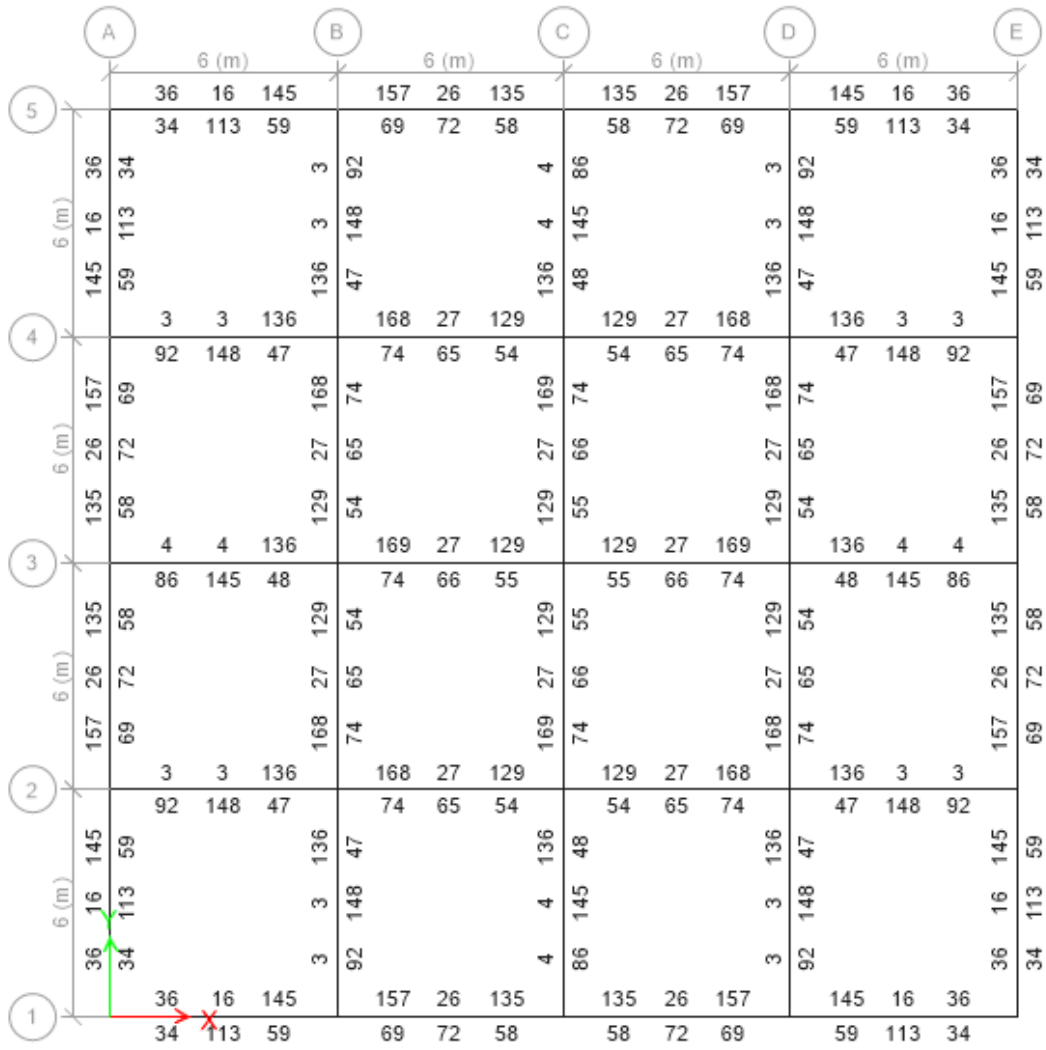 A B C D E
6 (m) 6 (m) 6 (m) 6 (m)
36 16 145 157 26 135 135 26 157 145 16 36
5
34 113 59 69 72 58 58 72 69 59 113 34
36 34 3 92 4 86 3 92 36 34
6 (m) 16 113 3 148 4 145 3 148 16 113
145 59 136 47 136 48 136 47 145 59
3 3 136 168 27 129 129 27 168 136 3 3
4
92 148 47 74 65 54 54 65 74 47 148 92
157 69 168 74 169 74 168 74 157 69
6 (m) 26 72 27 65 27 66 27 65 26 72
135 58 129 54 129 55 129 54 135 58
4 4 136 169 27 129 129 27 169 136 4 4
3
86 145 48 74 66 55 55 66 74 48 145 86
135 58 129 54 129 55 129 54 135 58
6 (m) 26 72 27 65 27 66 27 65 26 72
157 69 168 74 169 74 168 74 157 69
3 3 136 168 27 129 129 27 168 136 3 3
2
92 148 47 74 65 54 54 65 74 47 148 92
145 59 136 47 136 48 136 47 145 59
6 (m) 16 113 3 148 4 145 3 148 16 113
Y
36 34 3 92 4 86 3 92 36 34
36 16 145 157 26 135 135 26 157 145 16 36
1 X
34 113 59 69 72 58 58 72 69 59 113 34